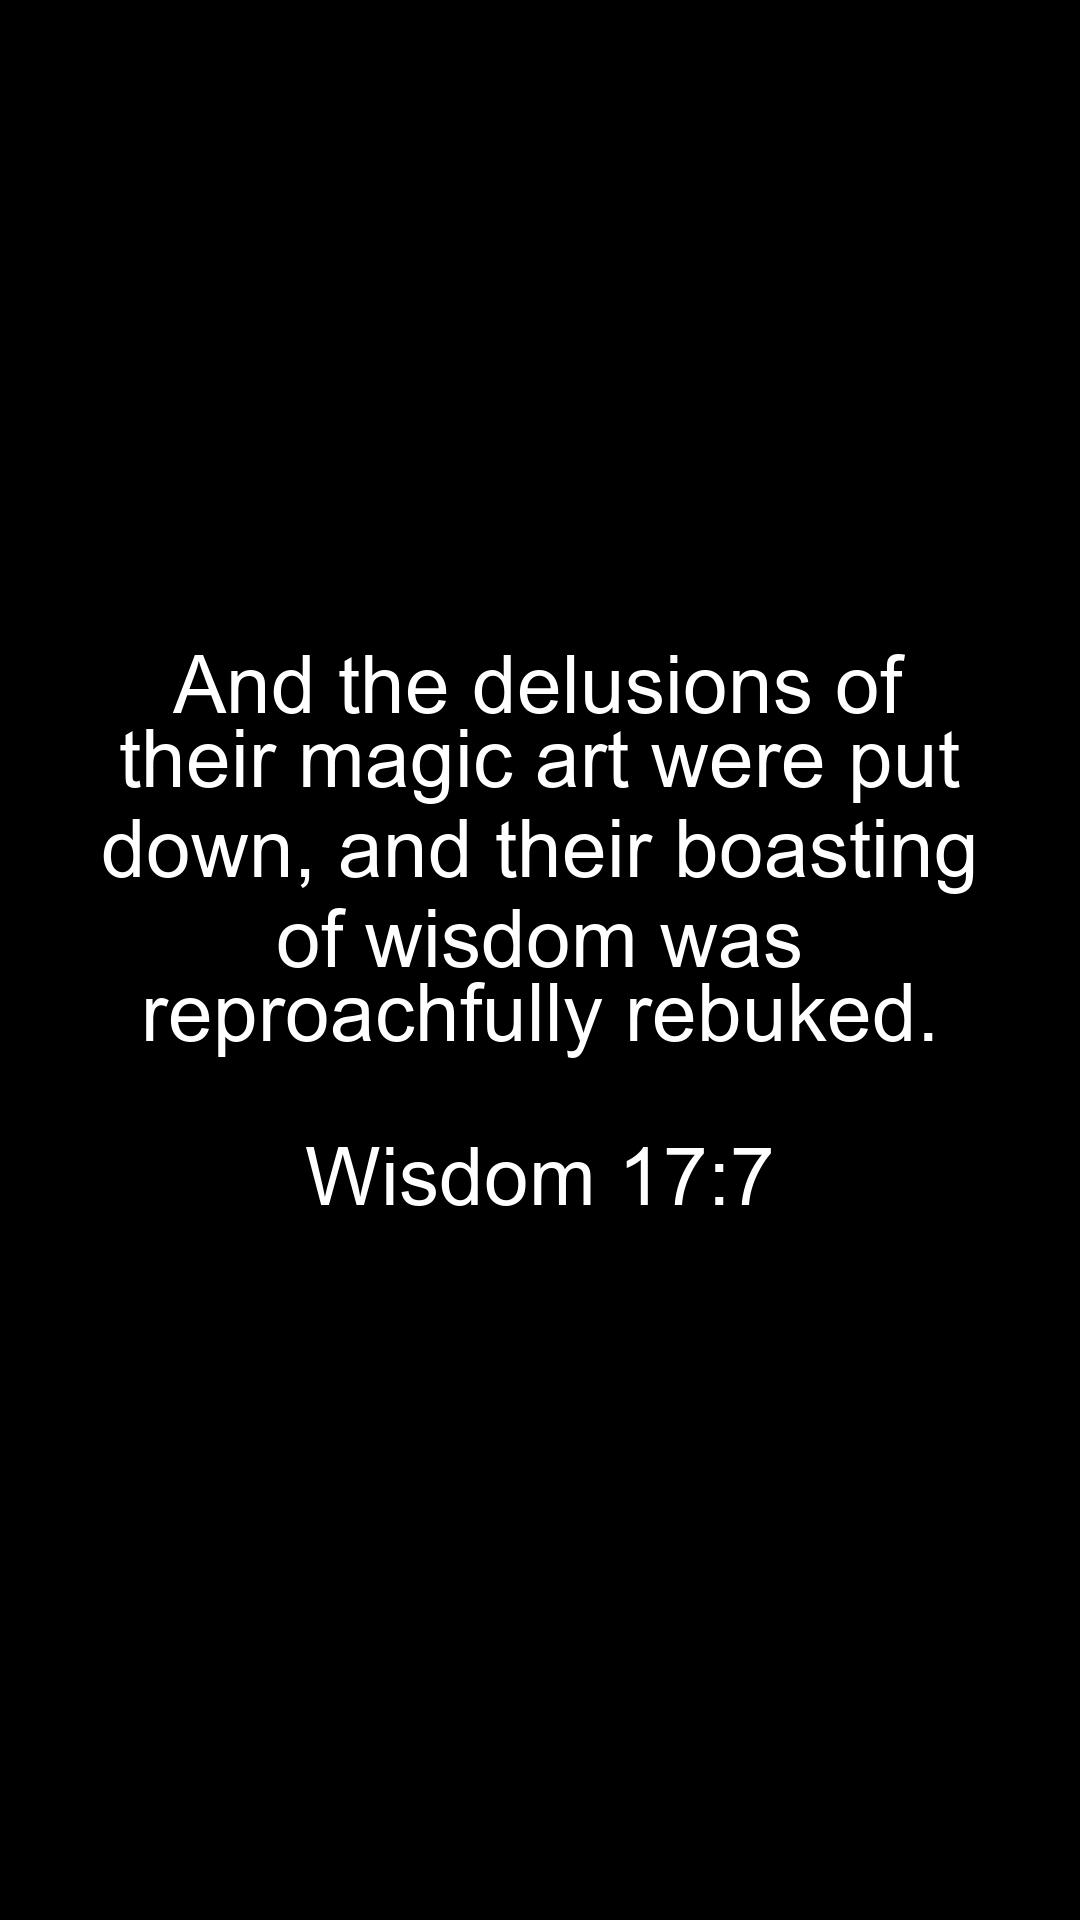 And the delusions of
their magic art were put
down, and their boasting
of wisdom was
reproachfully rebuked.
Wisdom 17:7